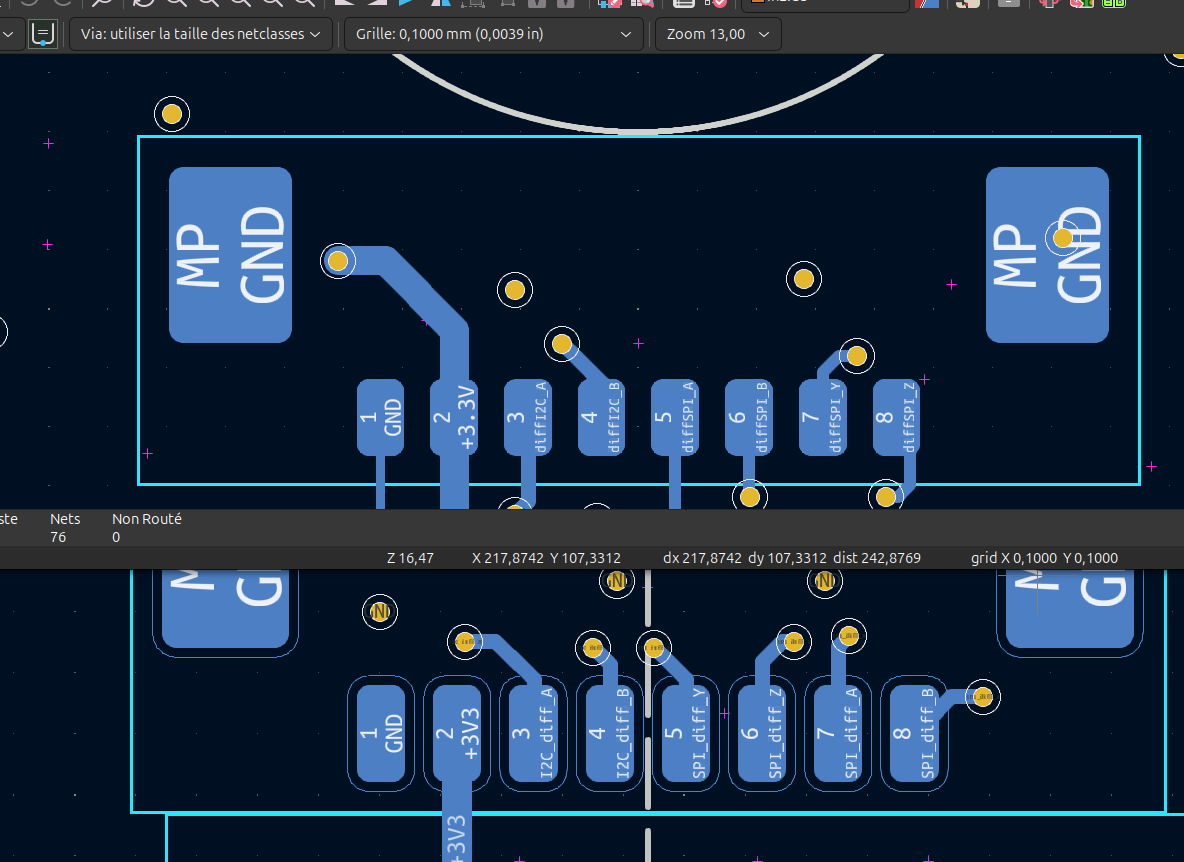 Via: utiliser la taille des netclasses
Grille: 0,1000 mm (0,0039 in)
Zoom 13,00
MP
GND
MP
GND
1
GND
2
+3.3V
3
diffI2C_A
4
diffI2C_B
5
diffSPI_A
6
diffSPI_B
7
diffSPI_Y
8
diffSPI_Z
ste
Nets
Non Routé
76
0
Z 16,47
X 217,8742 Y 107,3312
dx 217,8742 dy 107,3312 dist 242,8769
grid X 0,1000 Y 0,1000
1
GND
2
+3V3
3
I2C_diff_A
4
I2C_diff_B
5
SPI_diff_Y
6
SPI_diff_Z
7
SPI_diff_A
8
SPI_diff_B
+3V3